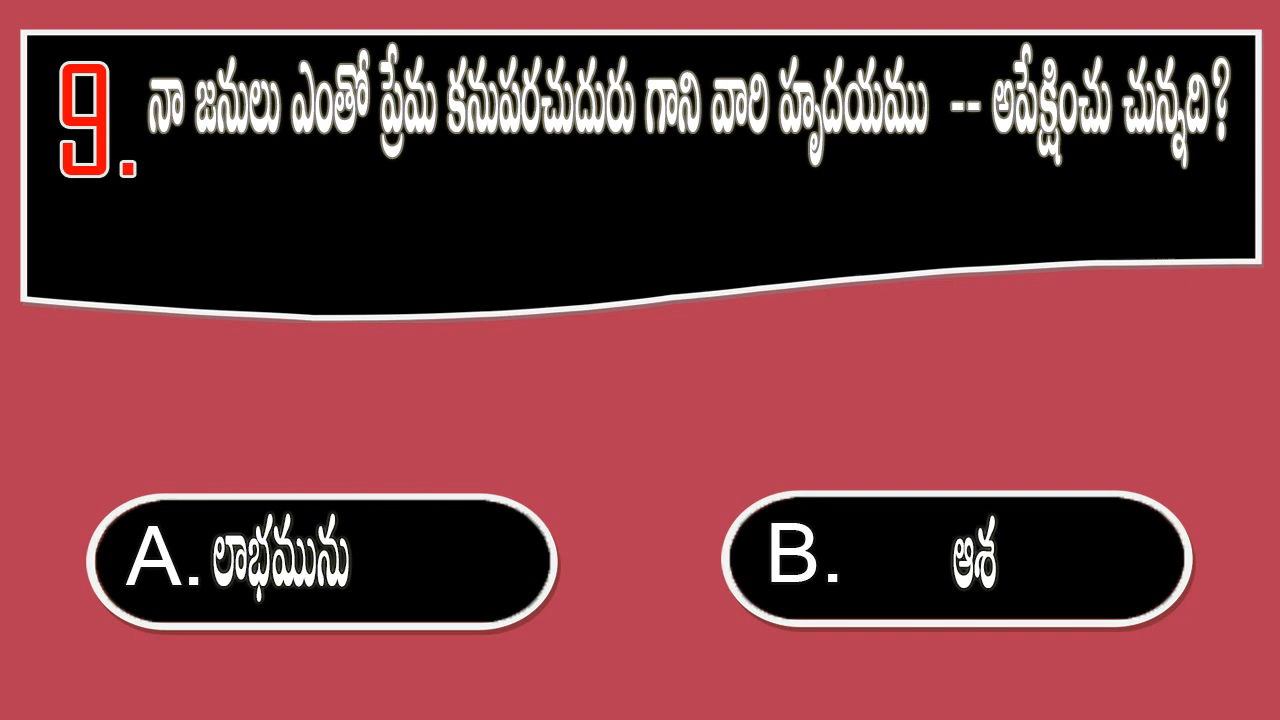 9. నా జనులు ఎంతో ప్రేమ కనుపరచుదురు గాని వారి హృదయము -- అపేక్షించు చున్నది?
A. లాభమును
B. ఆశ